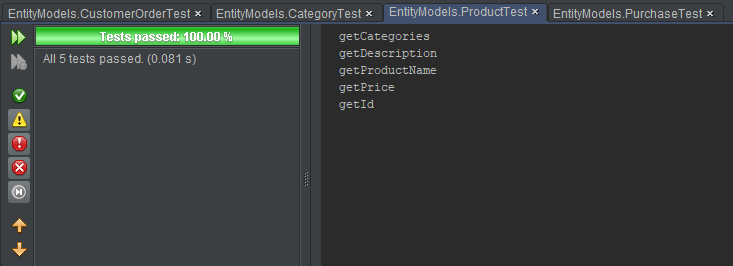 EntityModels.CustomerOrderTest
EntityModels.CategoryTest
EntityModels.ProductTest
EntityModels.PurchaseTest
Tests passed: 100.00 %
All 5 tests passed. (0.081 s)
getCategories
getDescription
getProductName
getPrice
getId